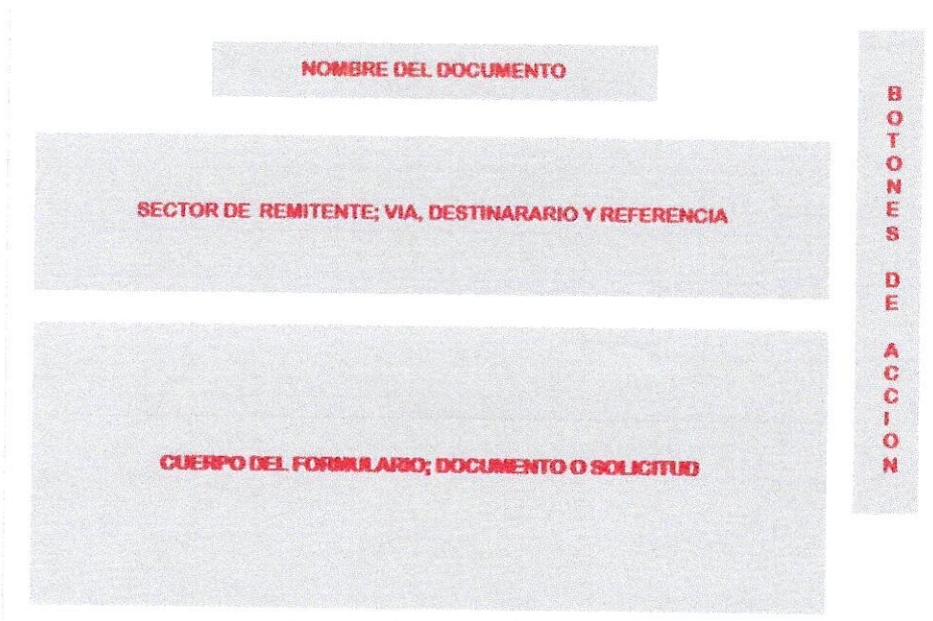 NOMBRE DEL DOCUMENTO
SECTOR DE REMITENTE; VIA, DESTINARARIO Y REFERENCIA
CUERPO DEL FORMULARIO; DOCUMENTO O SOLICITUD
BOTONES DE ACCION